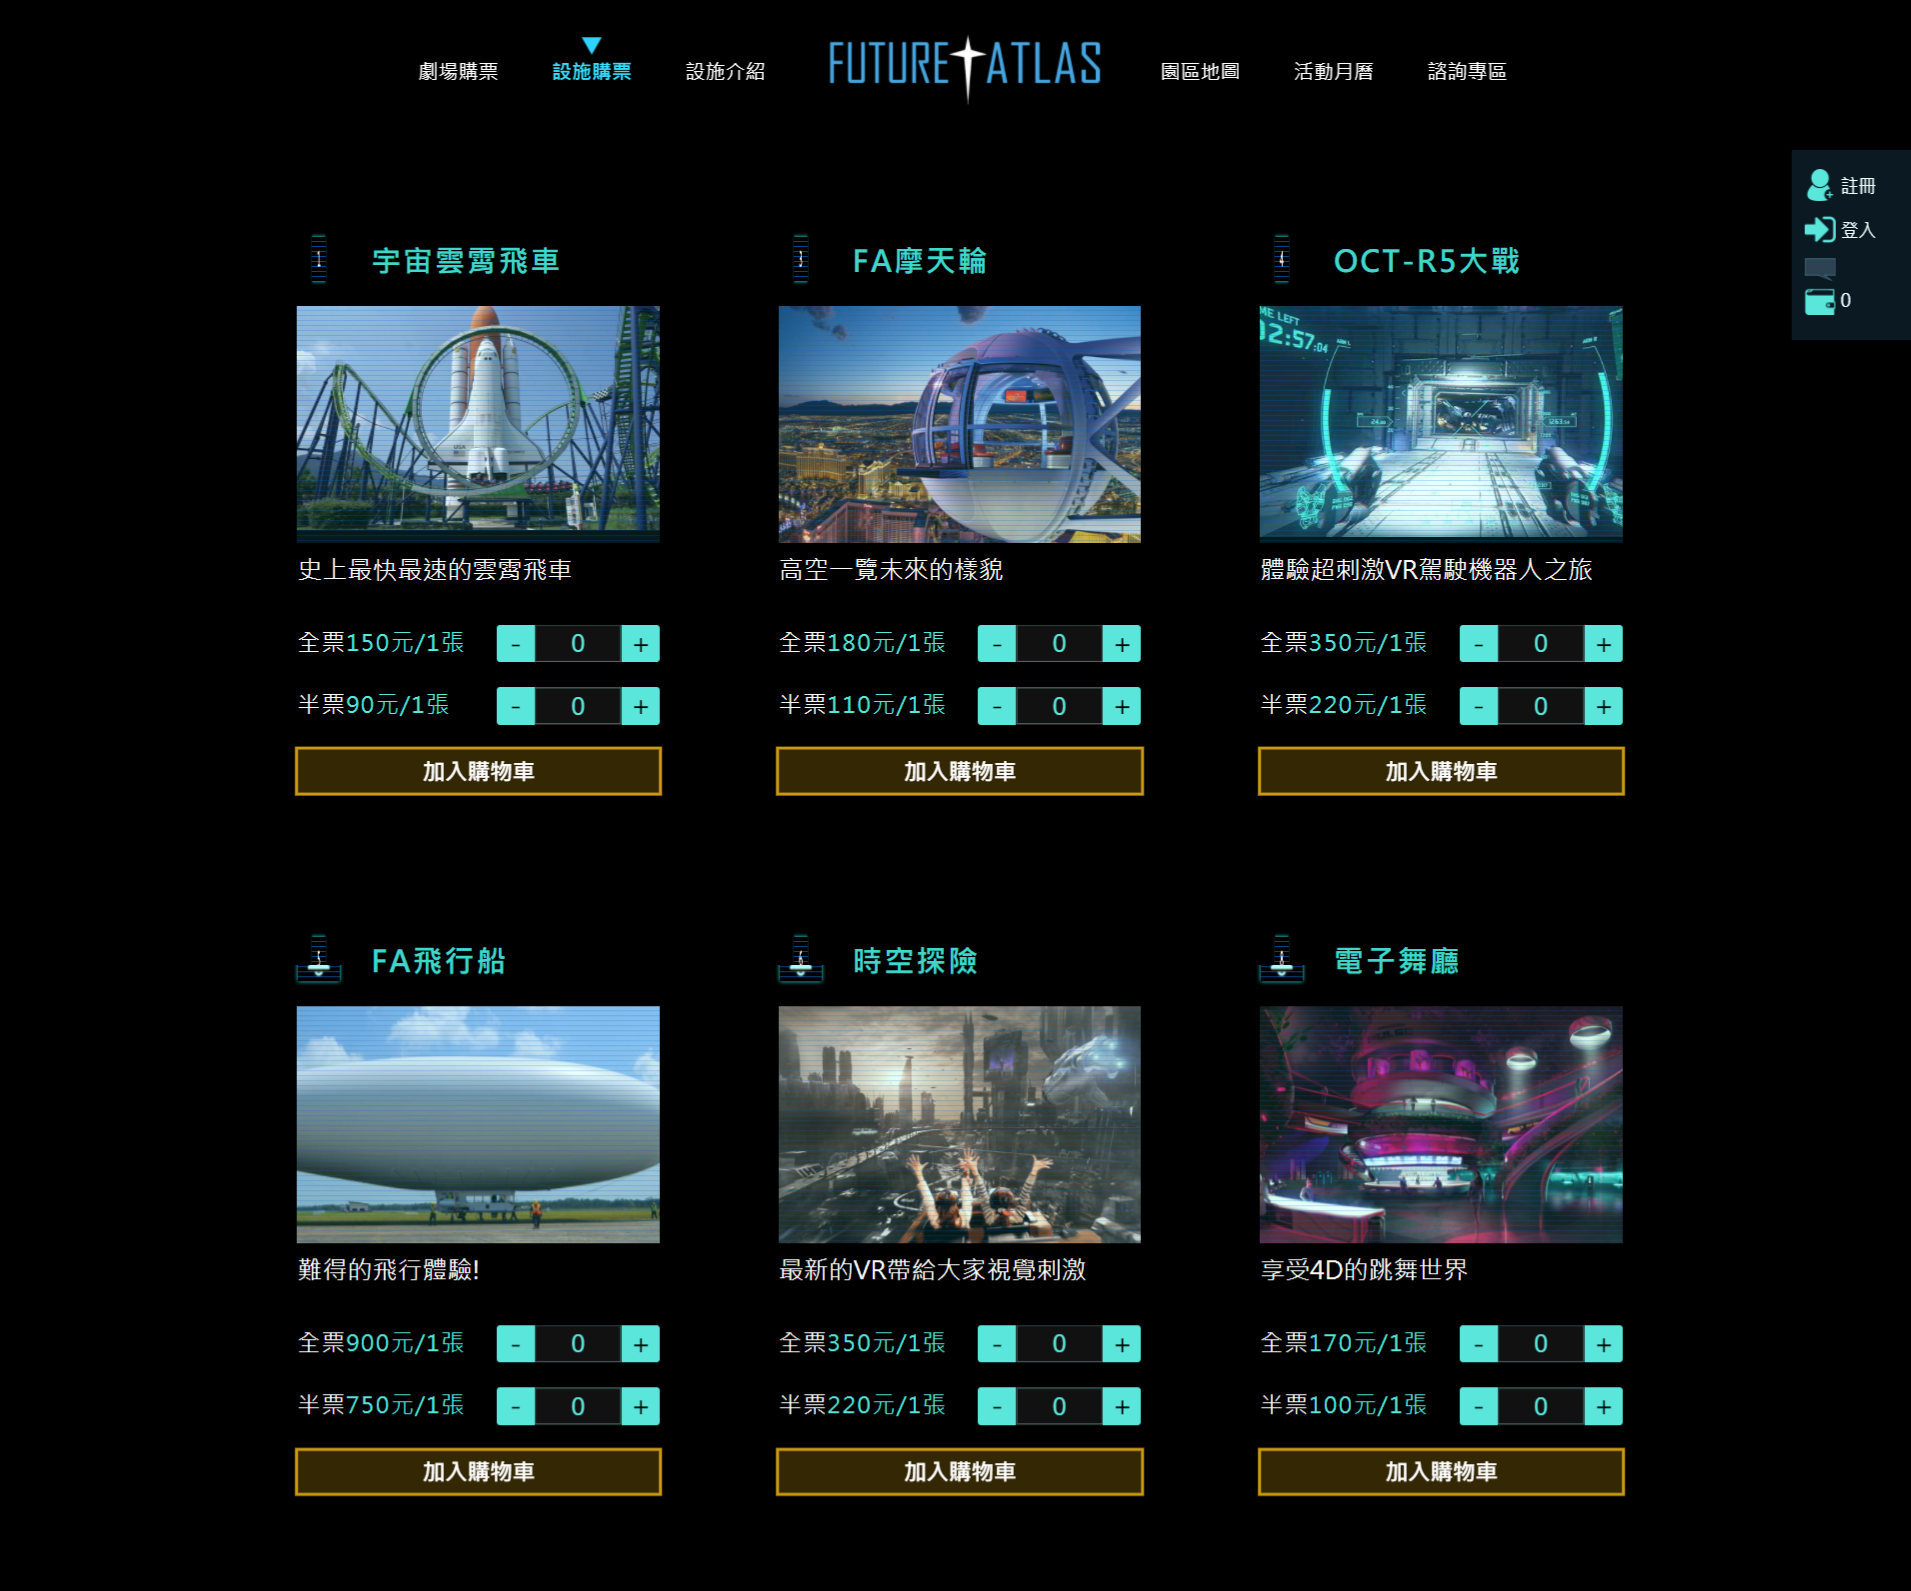 劇場購票
設施購票
設施介紹
FUTURE ATLAS
園區地圖
活動月曆
諮詢專區
註冊
登入
0
1 宇宙雲霄飛車
史上最快最速的雲霄飛車
全票150元/1張 - 0 +
半票90元/1張 - 0 +
加入購物車
3 FA摩天輪
高空一覽未來的樣貌
全票180元/1張 - 0 +
半票110元/1張 - 0 +
加入購物車
4 OCT-R5大戰
ME LEFT
02:57:04
體驗超刺激VR駕駛機器人之旅
全票350元/1張 - 0 +
半票220元/1張 - 0 +
加入購物車
FA飛行船
難得的飛行體驗!
全票900元/1張 - 0 +
半票750元/1張 - 0 +
加入購物車
時空探險
最新的VR帶給大家視覺刺激
全票350元/1張 - 0 +
半票220元/1張 - 0 +
加入購物車
電子舞廳
享受4D的跳舞世界
全票170元/1張 - 0 +
半票100元/1張 - 0 +
加入購物車